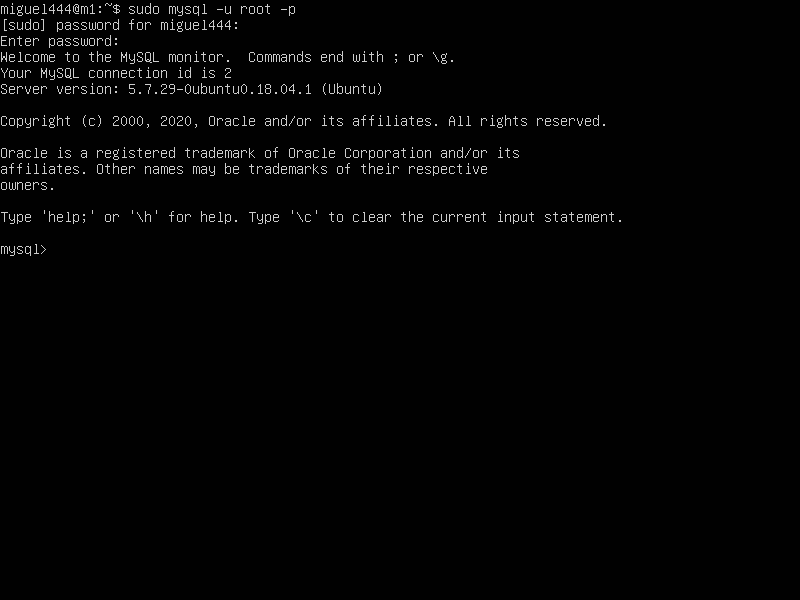 miguel444@m1:~$ sudo mysql -u root -p
[sudo] password for miguel444:
Enter password:
Welcome to the MySQL monitor.  Commands end with ; or \g.
Your MySQL connection id is 2
Server version: 5.7.29-0ubuntu0.18.04.1 (Ubuntu)
Copyright (c) 2000, 2020, Oracle and/or its affiliates. All rights reserved.
Oracle is a registered trademark of Oracle Corporation and/or its
affiliates. Other names may be trademarks of their respective
owners.
Type 'help;' or '\h' for help. Type '\c' to clear the current input statement.
mysql>